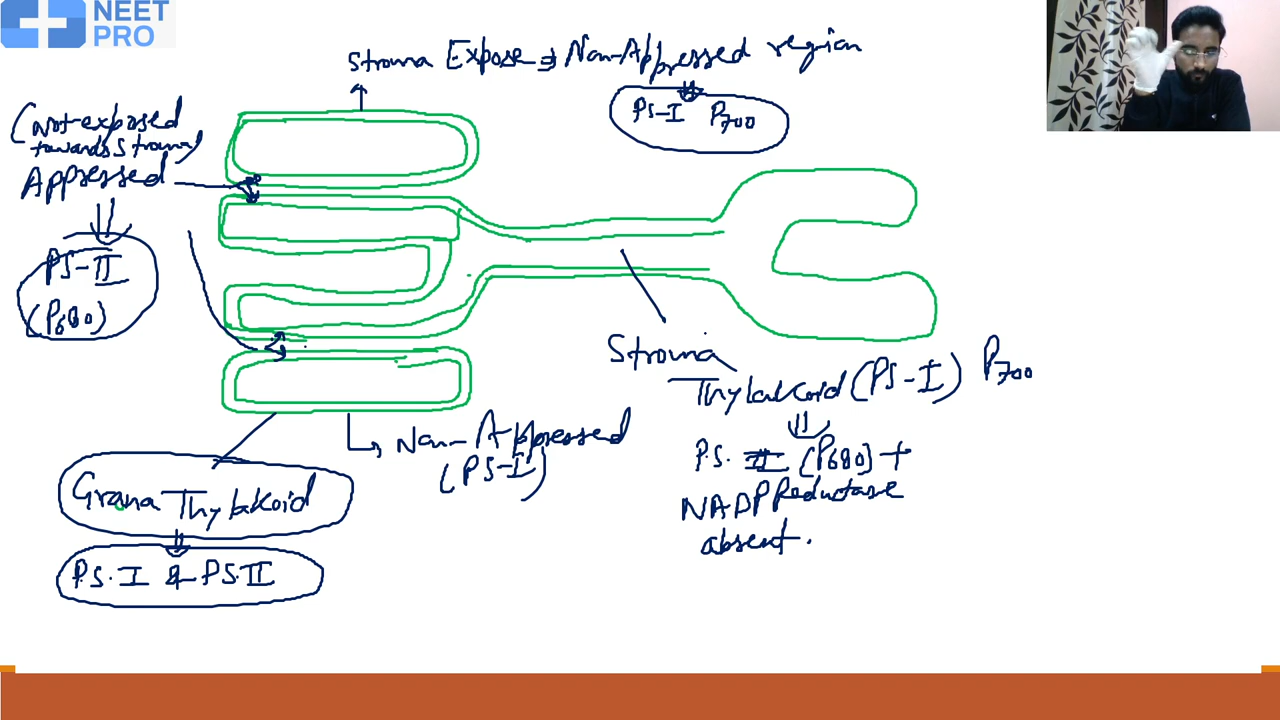 NEET
PRO
Stroma Expose ⇒ Non-Appressed region
PS-I P700
(not-exposed
towards Stroma)
Appressed
PS-II
(P680)
Stroma
Thylakoid (PS-I) P700
P.S. II (P680) +
NADP Reductase
absent.
Non-Appressed
(PS-I)
Grana Thylakoid
P.S. I & PS II